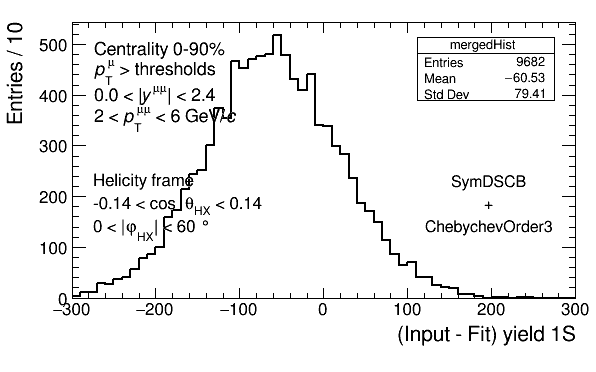 Entries / 10
500
400
300
200
100
0
Centrality 0-90%
p_T^μ > thresholds
0.0 < |y^μμ| < 2.4
2 < p_T^μμ < 6 GeV/c
Helicity frame
-0.14 < cos θ_HX < 0.14
0 < |φ_HX| < 60 °
mergedHist
Entries 9682
Mean −60.53
Std Dev 79.41
SymDSCB
+
ChebychevOrder3
−300 −200 −100 0 100 200 300
(Input - Fit) yield 1S